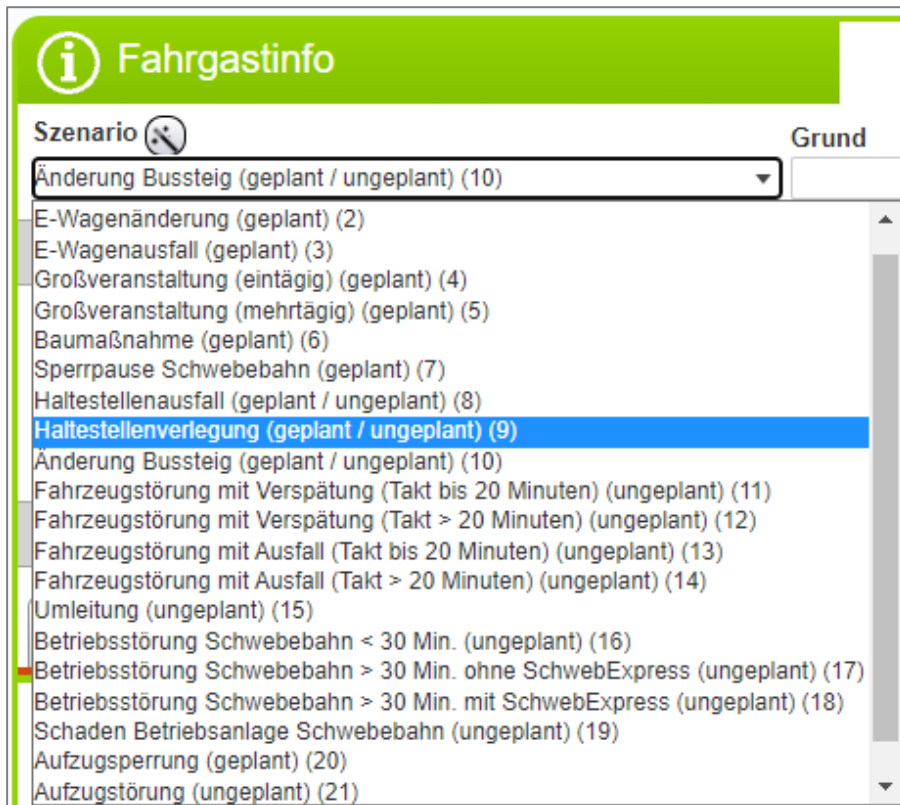 Fahrgastinfo
Szenario
Grund
Änderung Bussteig (geplant / ungeplant) (10)
E-Wagenänderung (geplant) (2)
E-Wagenausfall (geplant) (3)
Großveranstaltung (eintägig) (geplant) (4)
Großveranstaltung (mehrtägig) (geplant) (5)
Baumaßnahme (geplant) (6)
Sperrpause Schwebebahn (geplant) (7)
Haltestellenausfall (geplant / ungeplant) (8)
Haltestellenverlegung (geplant / ungeplant) (9)
Änderung Bussteig (geplant / ungeplant) (10)
Fahrzeugstörung mit Verspätung (Takt bis 20 Minuten) (ungeplant) (11)
Fahrzeugstörung mit Verspätung (Takt > 20 Minuten) (ungeplant) (12)
Fahrzeugstörung mit Ausfall (Takt bis 20 Minuten) (ungeplant) (13)
Fahrzeugstörung mit Ausfall (Takt > 20 Minuten) (ungeplant) (14)
Umleitung (ungeplant) (15)
Betriebsstörung Schwebebahn < 30 Min. (ungeplant) (16)
Betriebsstörung Schwebebahn > 30 Min. ohne SchwebExpress (ungeplant) (17)
Betriebsstörung Schwebebahn > 30 Min. mit SchwebExpress (ungeplant) (18)
Schaden Betriebsanlage Schwebebahn (ungeplant) (19)
Aufzugsperrung (geplant) (20)
Aufzugstörung (ungeplant) (21)